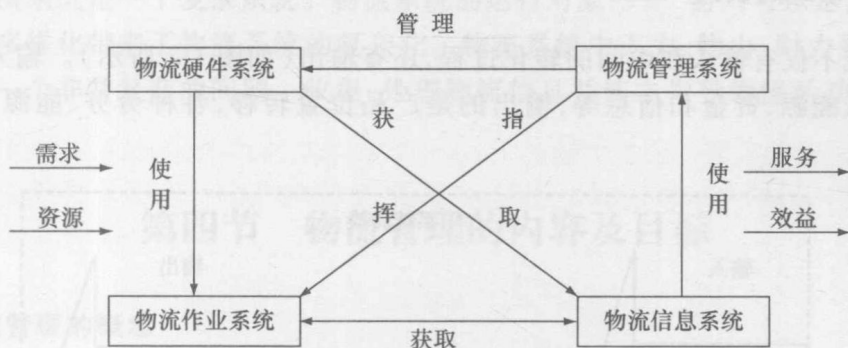 管 理
物流硬件系统
物流管理系统
获
指
需求
使用
使用
服务
资源
挥
取
效益
物流作业系统
物流信息系统
获取